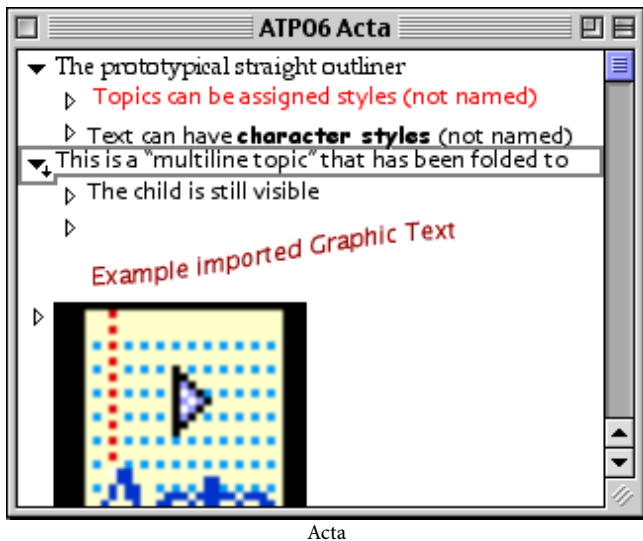 ATPO6 Acta
The prototypical straight outliner
Topics can be assigned styles (not named)
Text can have character styles (not named)
This is a "multiline topic" that has been folded to
The child is still visible
Example imported Graphic Text
Acta
Acta